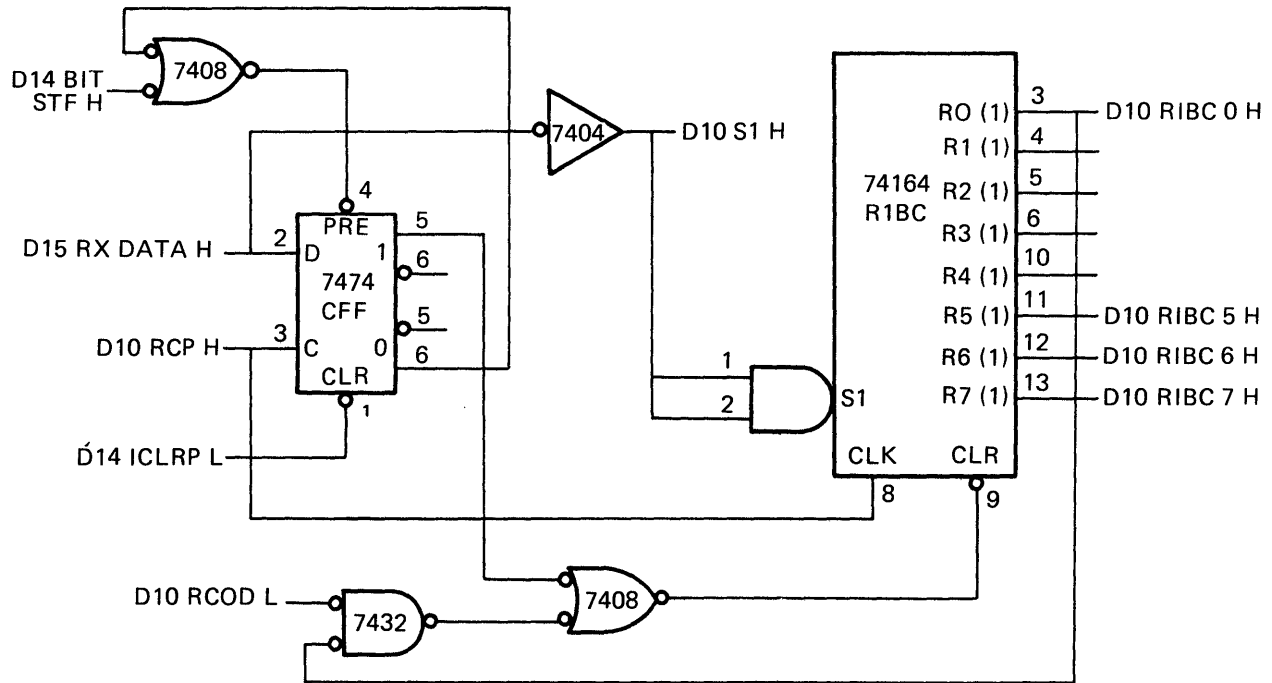 7408
D14 BIT
STF H
7404
D10 S1 H
4
D15 RX DATA H
2
D
PRE
1
5
6
7474
CFF
5
0
6
D10 RCP H
3
C
CLR
1
D14 ICLRP L
1
2
S1
74164
R1BC
RO (1)
3
D10 RIBC 0 H
R1 (1)
4
R2 (1)
5
R3 (1)
6
R4 (1)
10
R5 (1)
11
D10 RIBC 5 H
R6 (1)
12
D10 RIBC 6 H
R7 (1)
13
D10 RIBC 7 H
CLK
CLR
8
9
D10 RCOD L
7432
7408